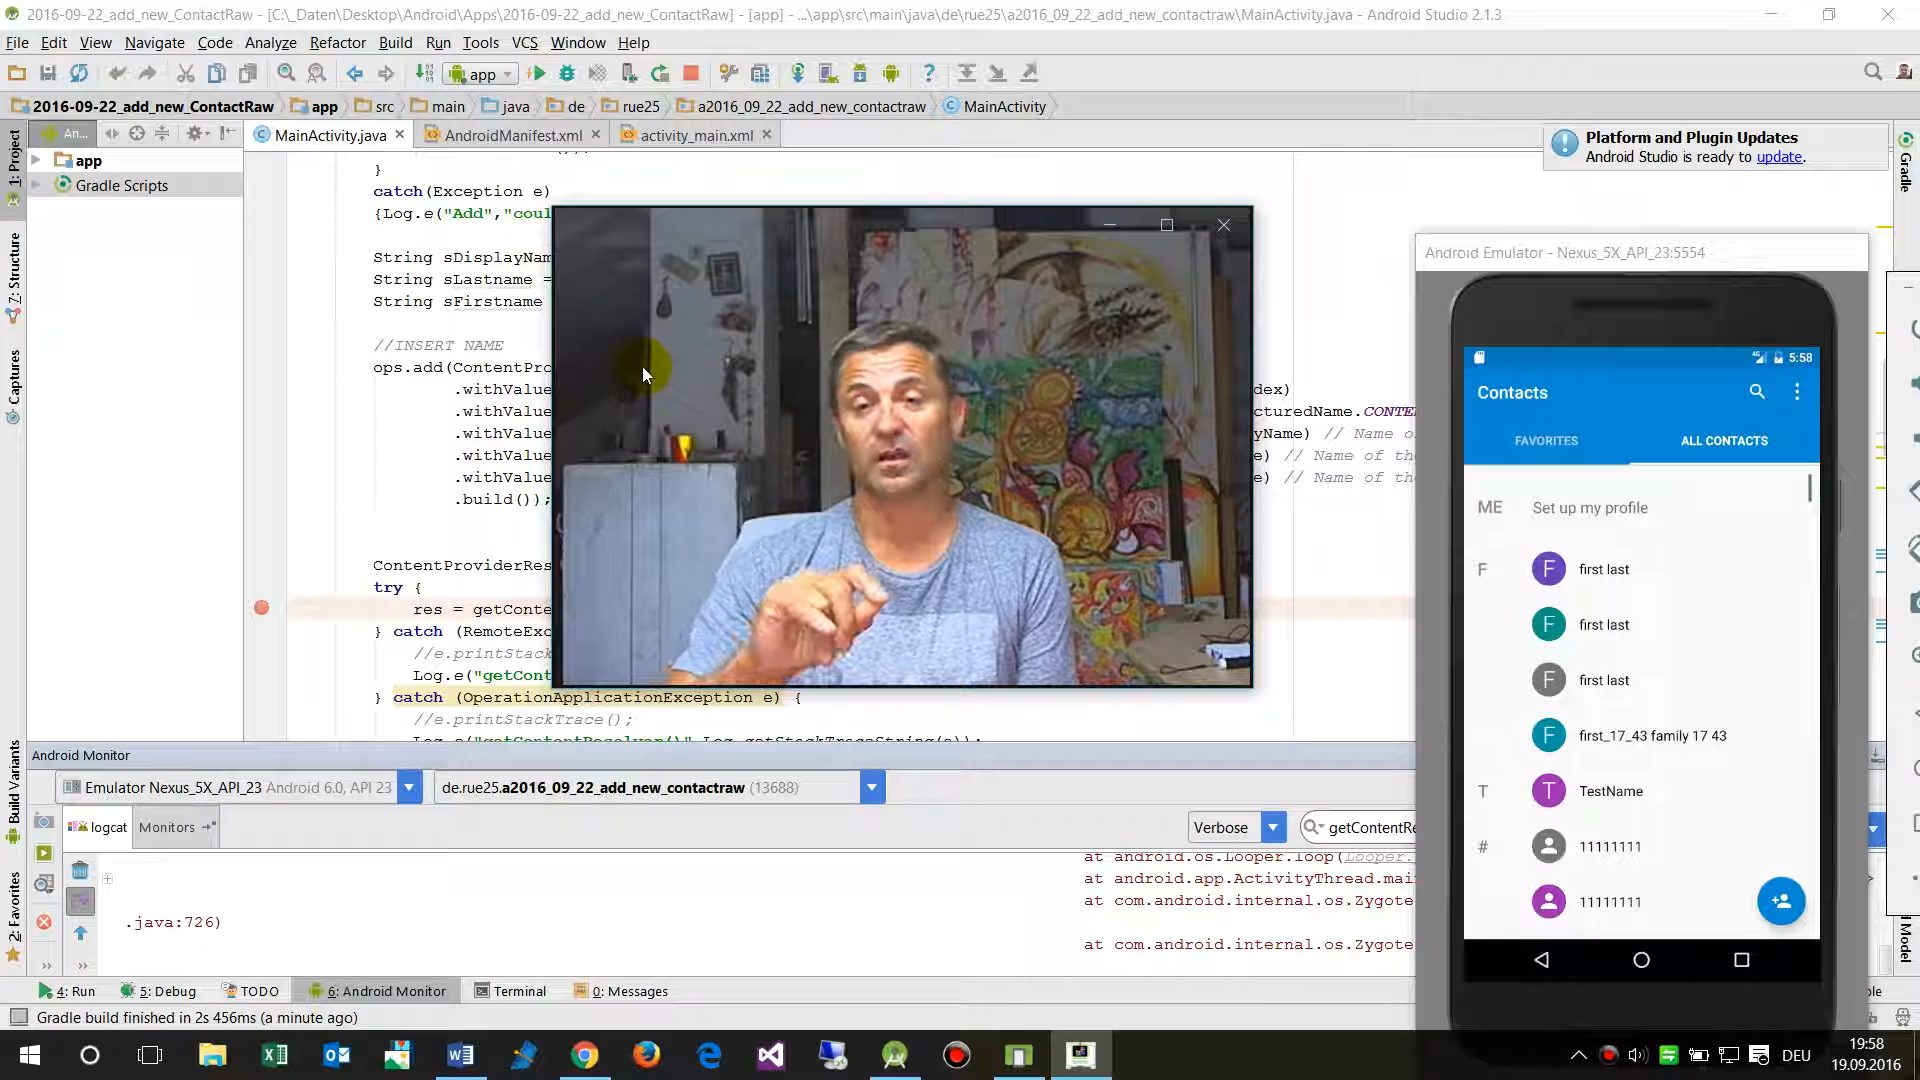 2016-09-22_add_new_ContactRaw - [C:\_Daten\Desktop\Android\Apps\2016-09-22_add_new_ContactRaw] - [app] - ...\app\src\main\java\de\rue25\a2016_09_22_add_new_contactraw\MainActivity.java - Android Studio 2.1.3
File Edit View Navigate Code Analyze Refactor Build Run Tools VCS Window Help
app
2016-09-22_add_new_ContactRaw app src main java de rue25 a2016_09_22_add_new_contactraw MainActivity
1: Project
7: Structure
Captures
Build Variants
2: Favorites
An...
app
Gradle Scripts
MainActivity.java AndroidManifest.xml activity_main.xml
Platform and Plugin Updates
Android Studio is ready to update.
Gradle
}
catch(Exception e)
{Log.e("Add","coul
String sDisplayNam
String sLastname =
String sFirstname
//INSERT NAME
ops.add(ContentPro
.withValue dex)
.withValue cturedName.CONTE
.withValue yName) // Name o
.withValue e) // Name of th
.withValue e) // Name of th
.build());
ContentProviderRes
try {
res = getConte
} catch (RemoteExc
//e.printStack
Log.e("getCont
} catch (OperationApplicationException e) {
//e.printStackTrace();
Log.e("getContentResolver()",Log.getStackTraceString(e));
Android Emulator - Nexus_5X_API_23:5554
5:58
Contacts
FAVORITES ALL CONTACTS
ME Set up my profile
F F first last
F first last
F first last
F first_17_43 family 17 43
T T TestName
# 11111111
11111111
Android Monitor
Emulator Nexus_5X_API_23 Android 6.0, API 23 de.rue25.a2016_09_22_add_new_contactraw (13688)
logcat Monitors Verbose getContentRe
at android.os.Looper.loop(Looper.
at android.app.ActivityThread.mai
at com.android.internal.os.Zygote
.java:726)
at com.android.internal.os.Zygote
Model
4: Run 5: Debug TODO 6: Android Monitor Terminal 0: Messages
Gradle build finished in 2s 456ms (a minute ago)
DEU
19:58
19.09.2016